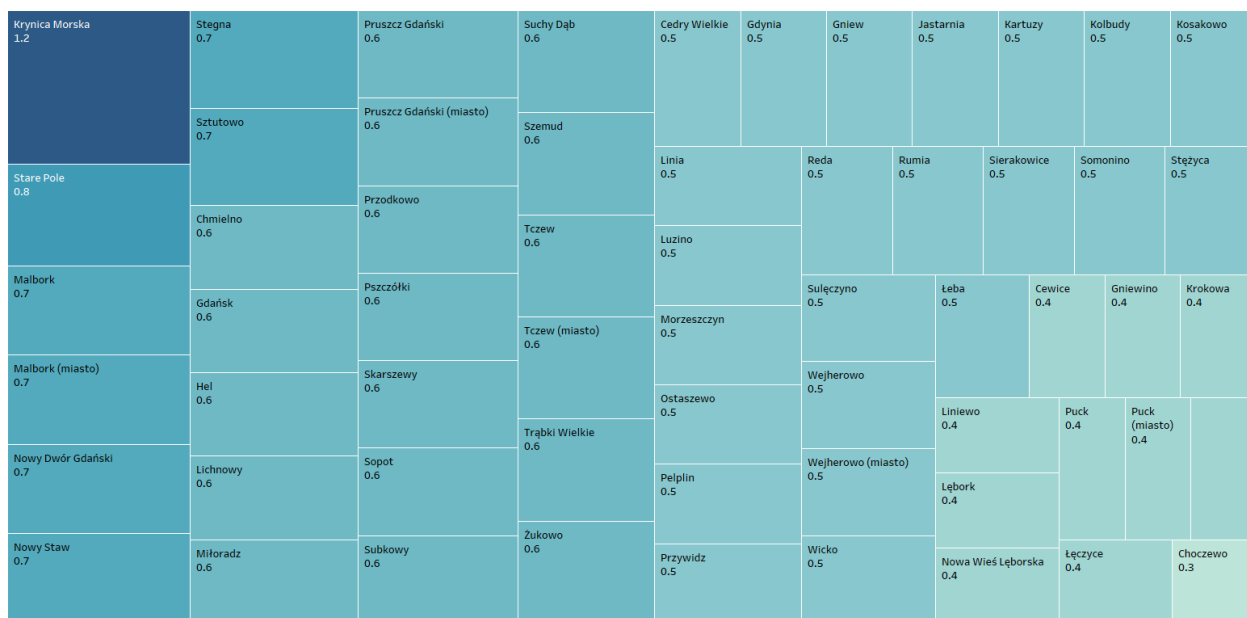 Krynica Morska
1.2
Stare Pole
0.8
Malbork
0.7
Malbork (miasto)
0.7
Nowy Dwór Gdański
0.7
Nowy Staw
0.7
Stegna
0.7
Sztutowo
0.7
Chmielno
0.6
Gdańsk
0.6
Hel
0.6
Lichnowy
0.6
Miłoradz
0.6
Pruszcz Gdański
0.6
Pruszcz Gdański (miasto)
0.6
Przodkowo
0.6
Pszczółki
0.6
Skarszewy
0.6
Sopot
0.6
Subkowy
0.6
Suchy Dąb
0.6
Szemud
0.6
Tczew
0.6
Tczew (miasto)
0.6
Trąbki Wielkie
0.6
Żukowo
0.6
Cedry Wielkie
0.5
Gdynia
0.5
Gniew
0.5
Jastarnia
0.5
Kartuzy
0.5
Kolbudy
0.5
Kosakowo
0.5
Linia
0.5
Luzino
0.5
Morzeszczyn
0.5
Ostaszewo
0.5
Pelplin
0.5
Przywidz
0.5
Reda
0.5
Rumia
0.5
Sierakowice
0.5
Somonino
0.5
Stężyca
0.5
Sulęczyno
0.5
Wejherowo
0.5
Wejherowo (miasto)
0.5
Wicko
0.5
Łeba
0.5
Cewice
0.4
Gniewino
0.4
Krokowa
0.4
Liniewo
0.4
Lębork
0.4
Nowa Wieś Lęborska
0.4
Puck
0.4
Puck
(miasto)
0.4
Łęczyce
0.4
Choczewo
0.3